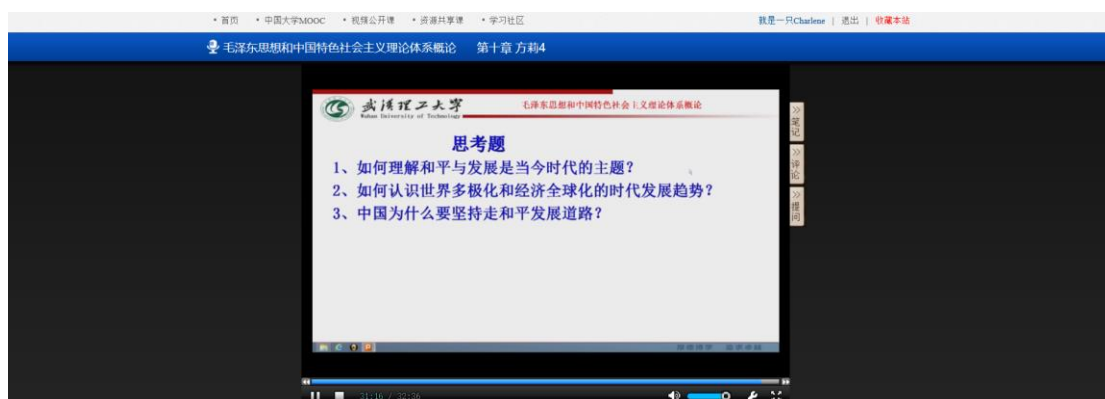 • 首页 • 中国大学MOOC • 视频公开课 • 资源共享课 • 学习社区 我是一只Charlene | 退出 | 收藏本站
毛泽东思想和中国特色社会主义理论体系概论 第十章 方莉4
武汉理工大学 毛泽东思想和中国特色社会主义理论体系概论
Wuhan University of Technology
思考题
1、如何理解和平与发展是当今时代的主题?
2、如何认识世界多极化和经济全球化的时代发展趋势?
3、中国为什么要坚持走和平发展道路?
笔记
评论
提问
31:16 / 32:36